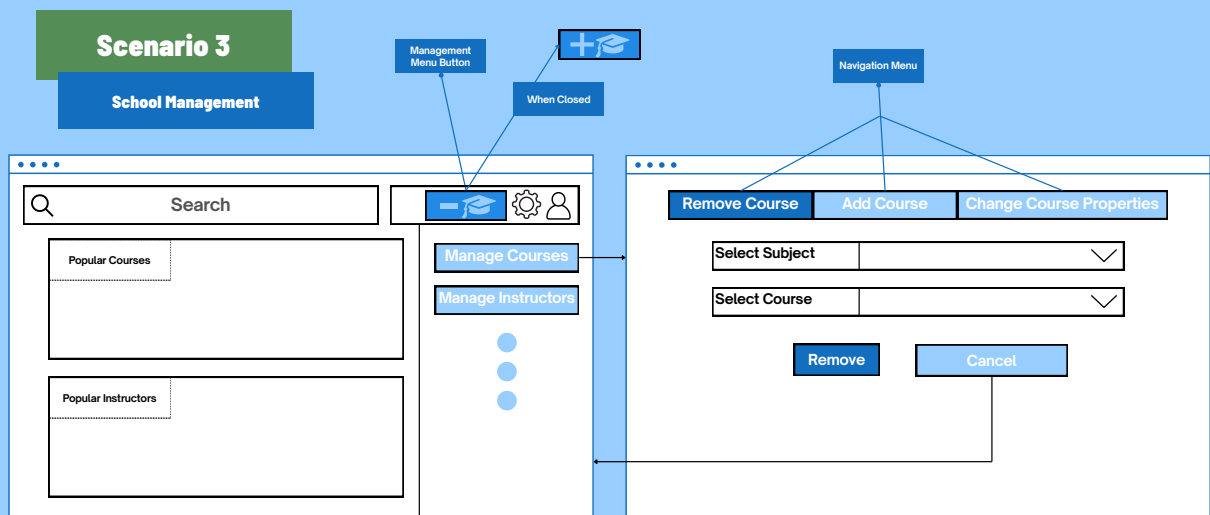 Scenario 3
School Management
Management
Menu Button
When Closed
Navigation Menu
Search
Popular Courses
Popular Instructors
Manage Courses
Manage Instructors
Remove Course
Add Course
Change Course Properties
Select Subject
Select Course
Remove
Cancel